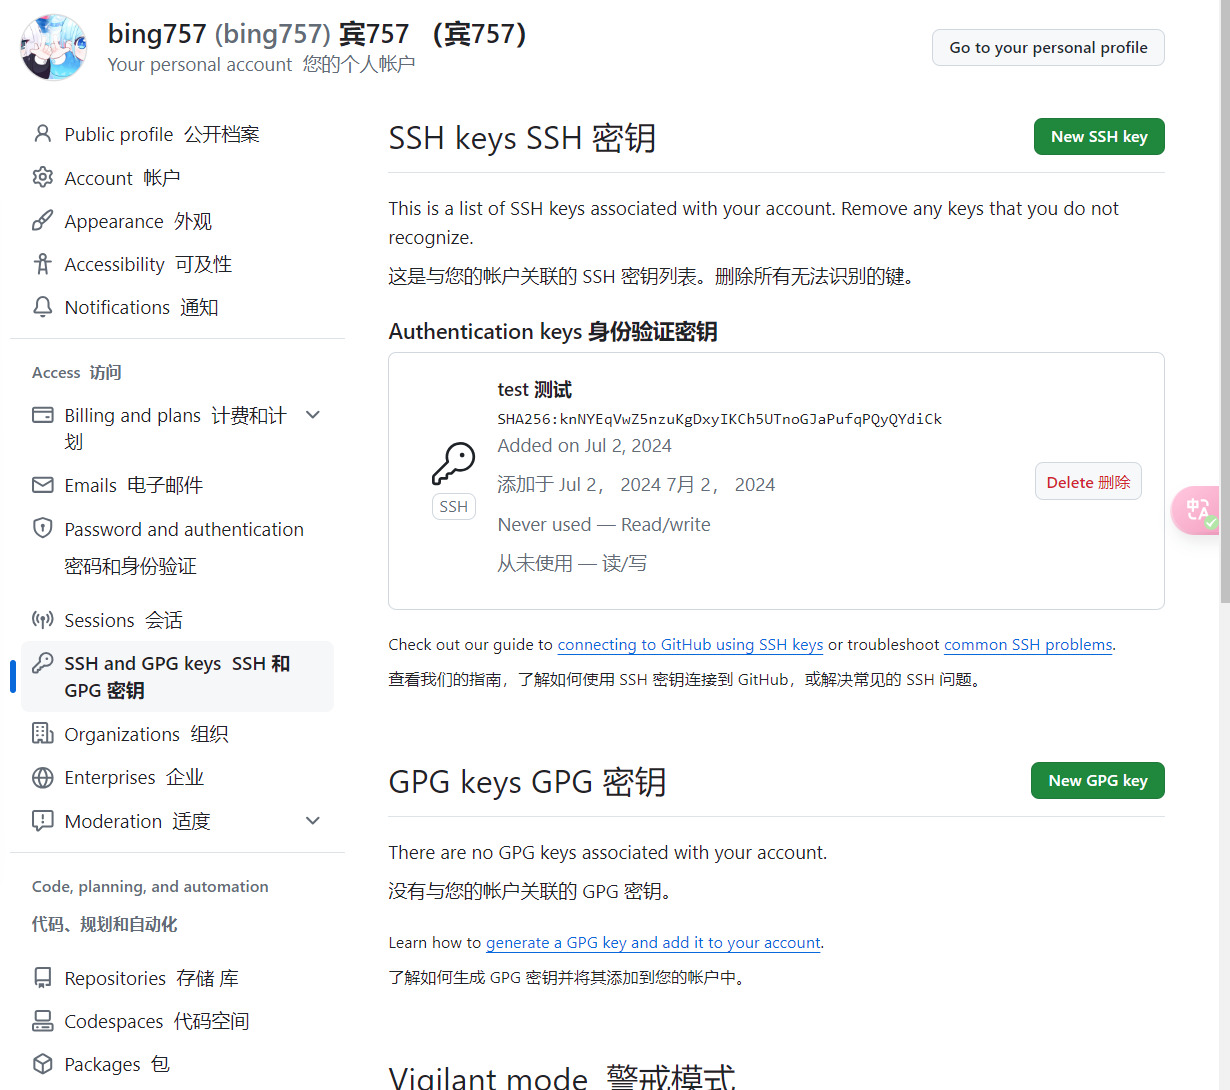 bing757 (bing757) 宾757 （宾757）
Your personal account 您的个人帐户
Go to your personal profile
Public profile 公开档案
Account 帐户
Appearance 外观
Accessibility 可及性
Notifications 通知
Access 访问
Billing and plans 计费和计
划
Emails 电子邮件
Password and authentication
密码和身份验证
Sessions 会话
SSH and GPG keys SSH 和
GPG 密钥
Organizations 组织
Enterprises 企业
Moderation 适度
Code, planning, and automation
代码、规划和自动化
Repositories 存储 库
Codespaces 代码空间
Packages 包
SSH keys SSH 密钥
New SSH key
This is a list of SSH keys associated with your account. Remove any keys that you do not
recognize.
这是与您的帐户关联的 SSH 密钥列表。删除所有无法识别的键。
Authentication keys 身份验证密钥
test 测试
SHA256:knNYEqVwZ5nzuKgDxyIKCh5UTnoGJaPufqPQyQYdiCk
Added on Jul 2, 2024
添加于 Jul 2， 2024 7月 2， 2024
Never used — Read/write
从未使用 — 读/写
SSH
Delete 删除
中A
Check out our guide to connecting to GitHub using SSH keys or troubleshoot common SSH problems.
查看我们的指南，了解如何使用 SSH 密钥连接到 GitHub，或解决常见的 SSH 问题。
GPG keys GPG 密钥
New GPG key
There are no GPG keys associated with your account.
没有与您的帐户关联的 GPG 密钥。
Learn how to generate a GPG key and add it to your account.
了解如何生成 GPG 密钥并将其添加到您的帐户中。
Vigilant mode 警戒模式